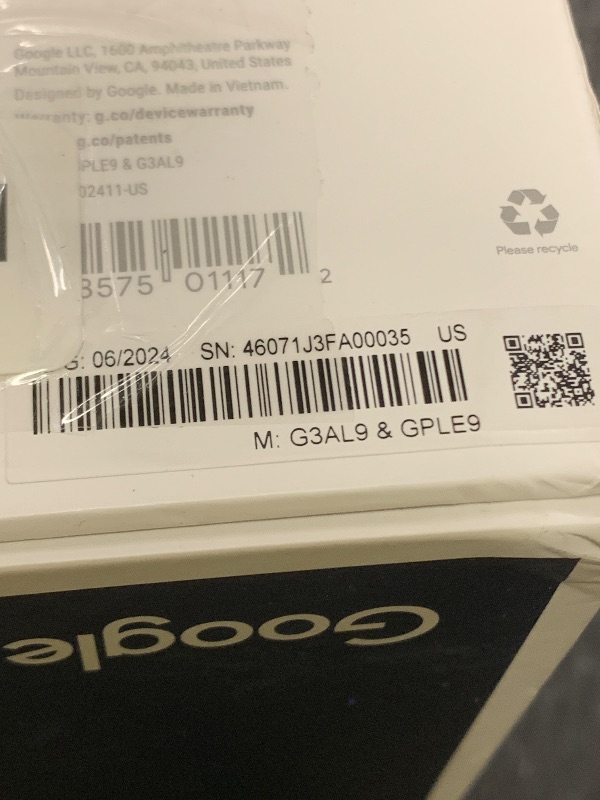 Google LLC, 1600 Amphitheatre Parkway
Mountain View, CA, 94043, United States
Designed by Google. Made in Vietnam.
Warranty: g.co/devicewarranty
g.co/patents
PLE9 & G3AL9
02411-US
8575 01117 2
Please recycle
G: 06/2024 SN: 46071J3FA00035 US
M: G3AL9 & GPLE9
Google